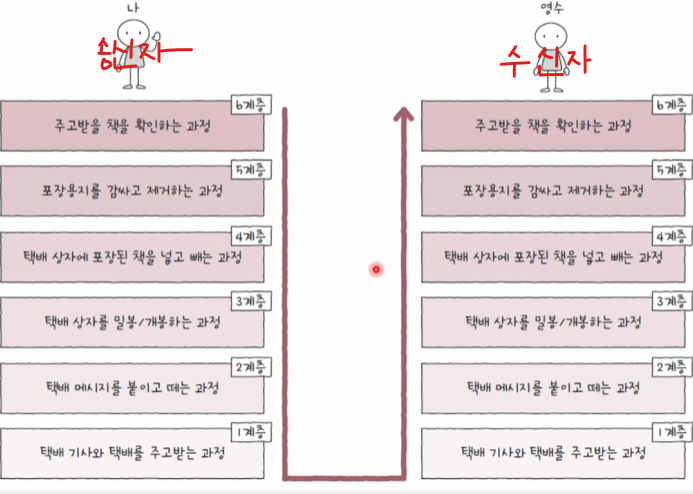 나
송신자
6계층
주고받을 책을 확인하는 과정
5계층
포장용지를 감싸고 제거하는 과정
4계층
택배 상자에 포장된 책을 넣고 빼는 과정
3계층
택배 상자를 밀봉/개봉하는 과정
2계층
택배 메시지를 붙이고 떼는 과정
1계층
택배 기사와 택배를 주고받는 과정
영수
수신자
6계층
주고받을 책을 확인하는 과정
5계층
포장용지를 감싸고 제거하는 과정
4계층
택배 상자에 포장된 책을 넣고 빼는 과정
3계층
택배 상자를 밀봉/개봉하는 과정
2계층
택배 메시지를 붙이고 떼는 과정
1계층
택배 기사와 택배를 주고받는 과정